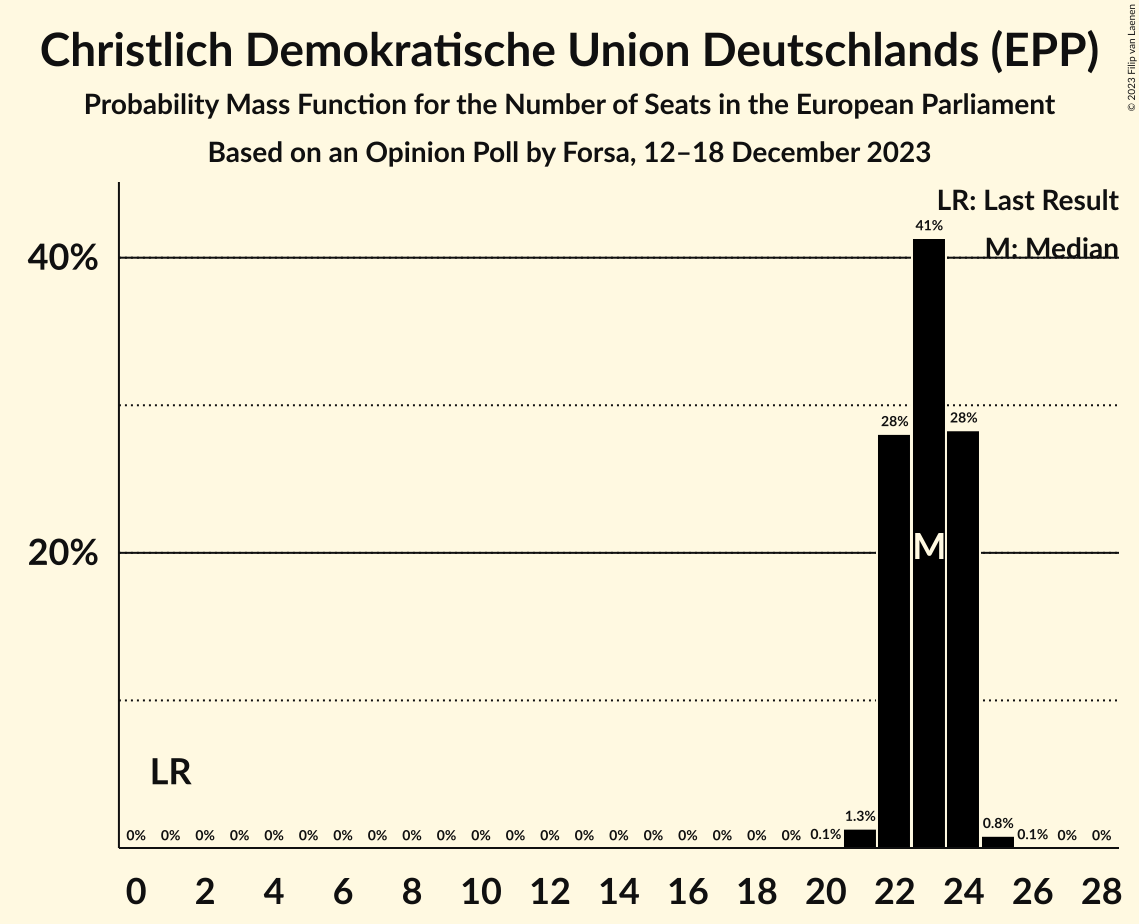 Christlich Demokratische Union Deutschlands (EPP)
Probability Mass Function for the Number of Seats in the European Parliament
Based on an Opinion Poll by Forsa, 12–18 December 2023
© 2023 Filip van Laenen
LR: Last Result
M: Median
41%
40%
28% 28%
M
20%
LR
0% 0% 0% 0% 0% 0% 0% 0% 0% 0% 0% 0% 0% 0% 0% 0% 0% 0% 0% 0% 0.1% 1.3% 0.8% 0.1% 0% 0%
0 2 4 6 8 10 12 14 16 18 20 22 24 26 28